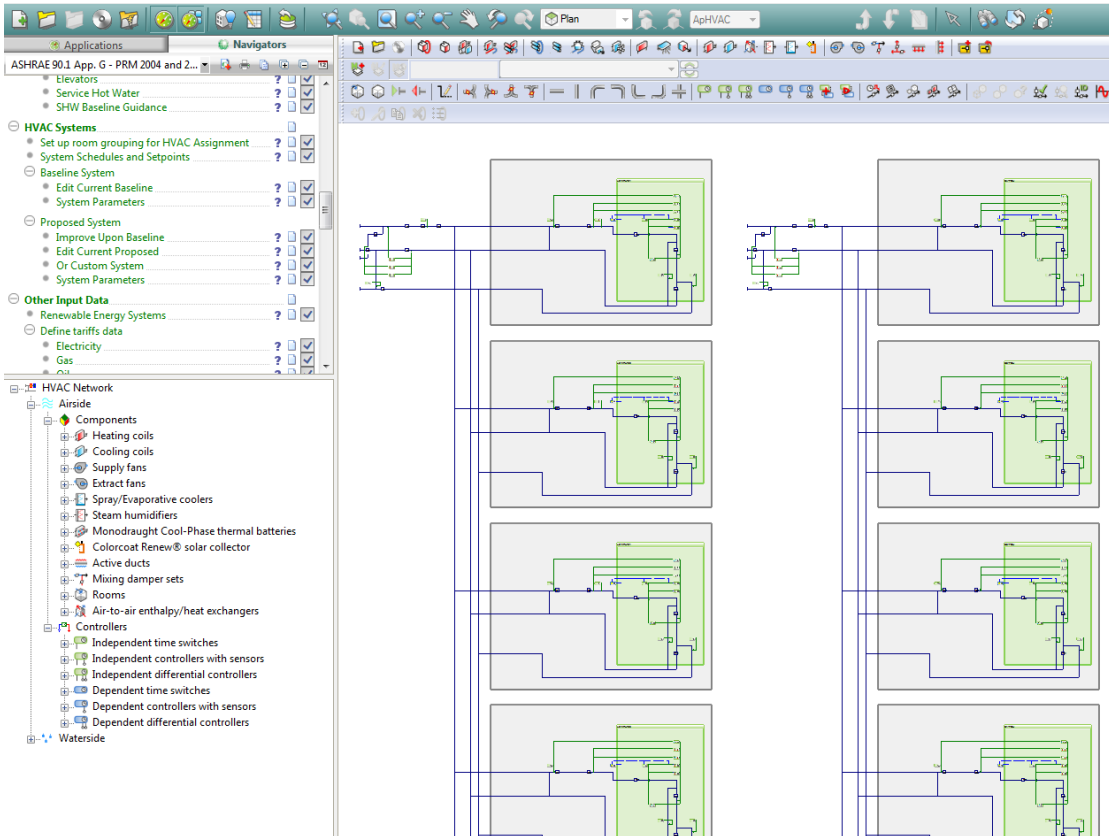 Plan
ApHVAC
Applications
Navigators
ASHRAE 90.1 App. G - PRM 2004 and 2...
Elevators
Service Hot Water
SHW Baseline Guidance
HVAC Systems
Set up room grouping for HVAC Assignment
System Schedules and Setpoints
Baseline System
Edit Current Baseline
System Parameters
Proposed System
Improve Upon Baseline
Edit Current Proposed
Or Custom System
System Parameters
Other Input Data
Renewable Energy Systems
Define tariffs data
Electricity
Gas
Oil
HVAC Network
Airside
Components
Heating coils
Cooling coils
Supply fans
Extract fans
Spray/Evaporative coolers
Steam humidifiers
Monodraught Cool-Phase thermal batteries
Colorcoat Renew® solar collector
Active ducts
Mixing damper sets
Rooms
Air-to-air enthalpy/heat exchangers
Controllers
Independent time switches
Independent controllers with sensors
Independent differential controllers
Dependent time switches
Dependent controllers with sensors
Dependent differential controllers
Waterside